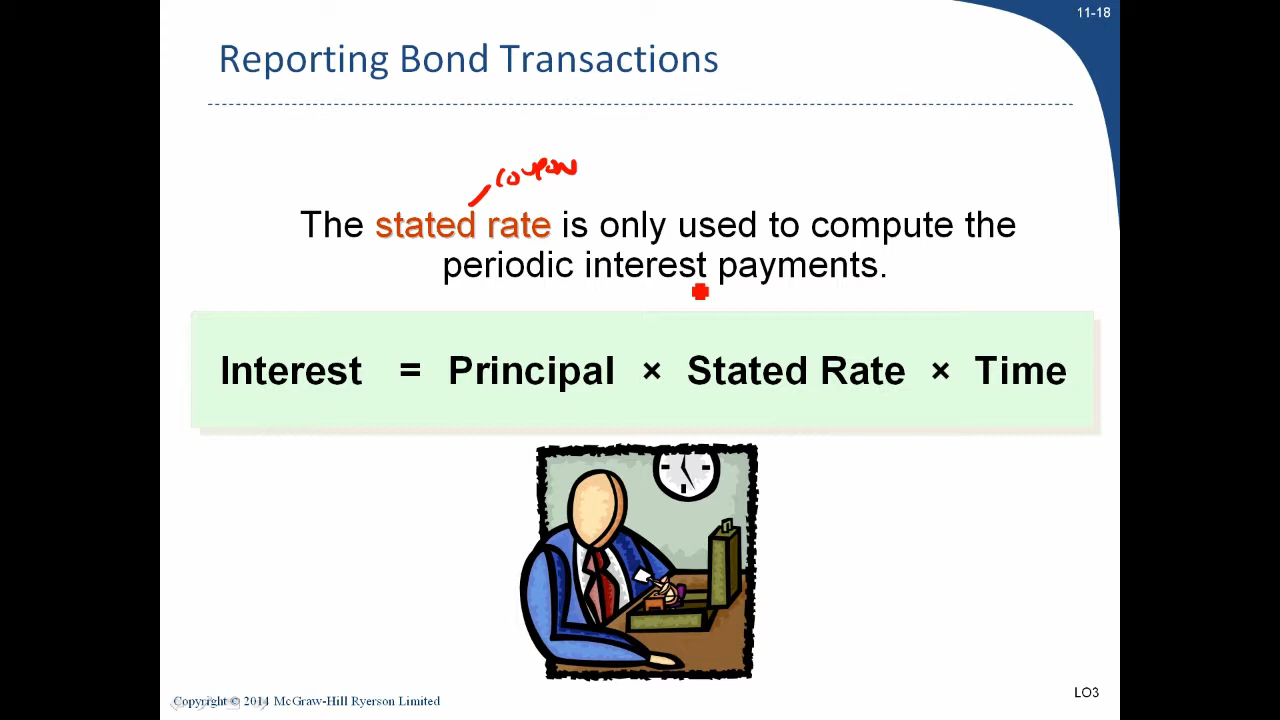 11-18
Reporting Bond Transactions
coupon
The stated rate is only used to compute the
periodic interest payments.
Interest = Principal × Stated Rate × Time
Copyright © 2014 McGraw-Hill Ryerson Limited
LO3